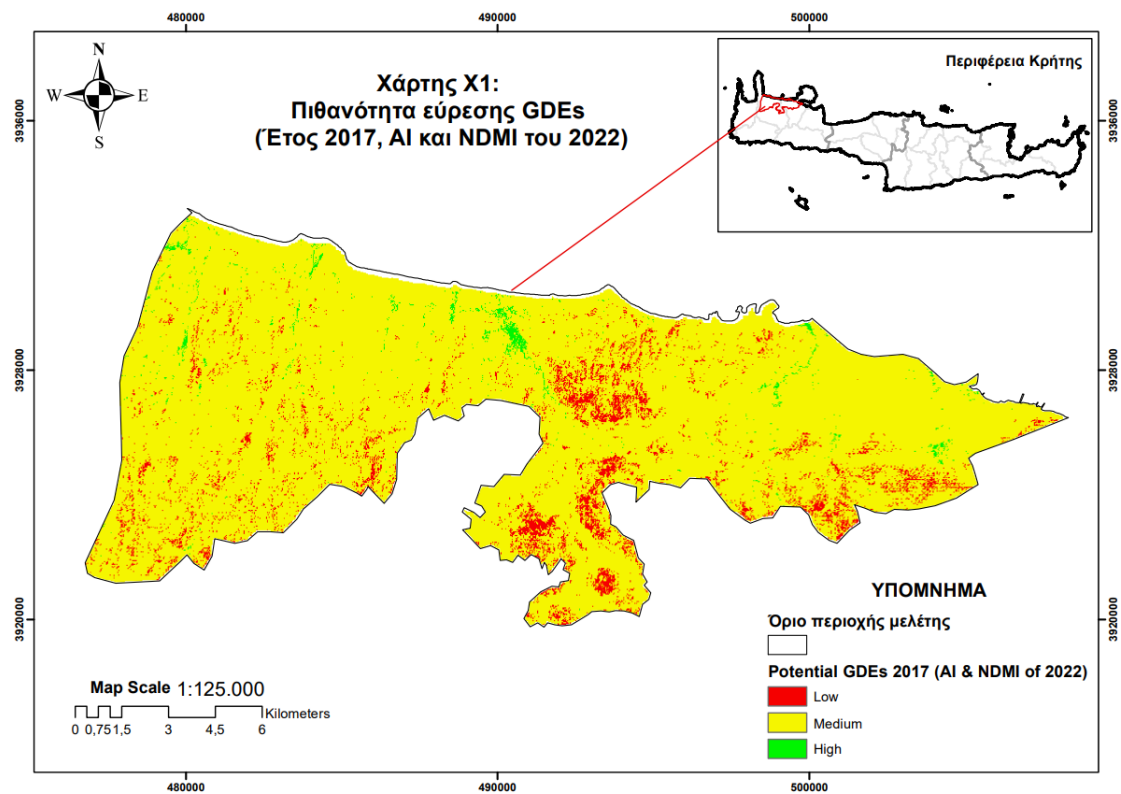 480000 490000 500000
N
W E
S
Χάρτης Χ1:
Πιθανότητα εύρεσης GDEs
(Έτος 2017, AI και NDMI του 2022)
Περιφέρεια Κρήτης
3936000 3936000
3928000 3928000
3920000 3920000
ΥΠΟΜΝΗΜΑ
Όριο περιοχής μελέτης
Potential GDEs 2017 (AI & NDMI of 2022)
Low
Medium
High
Map Scale 1:125.000
Kilometers
0 0,75 1,5 3 4,5 6
480000 490000 500000